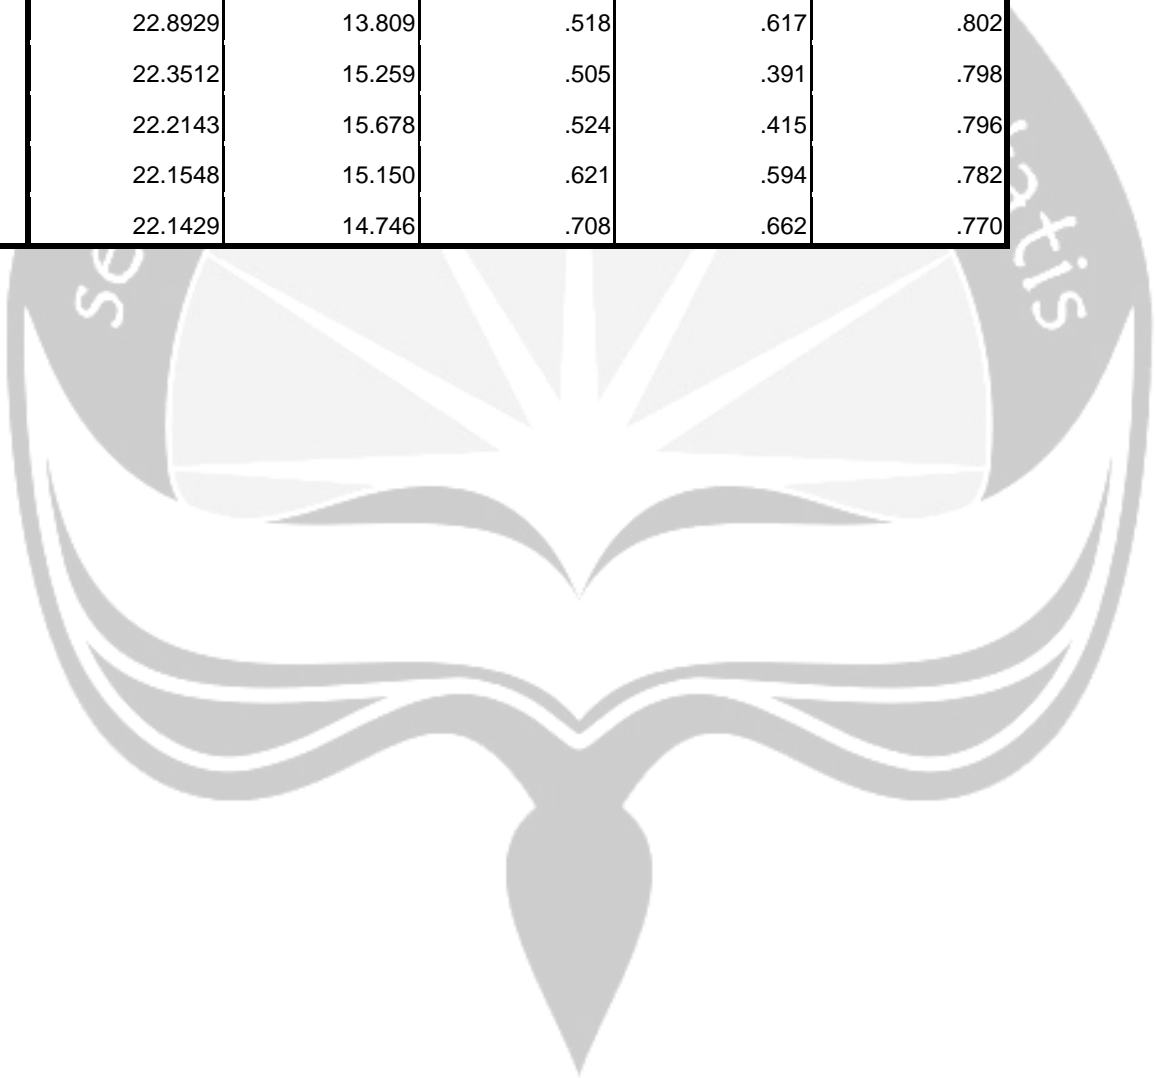 22.8929 13.809 .518 .617 .802
22.3512 15.259 .505 .391 .798
22.2143 15.678 .524 .415 .796
22.1548 15.150 .621 .594 .782
22.1429 14.746 .708 .662 .770